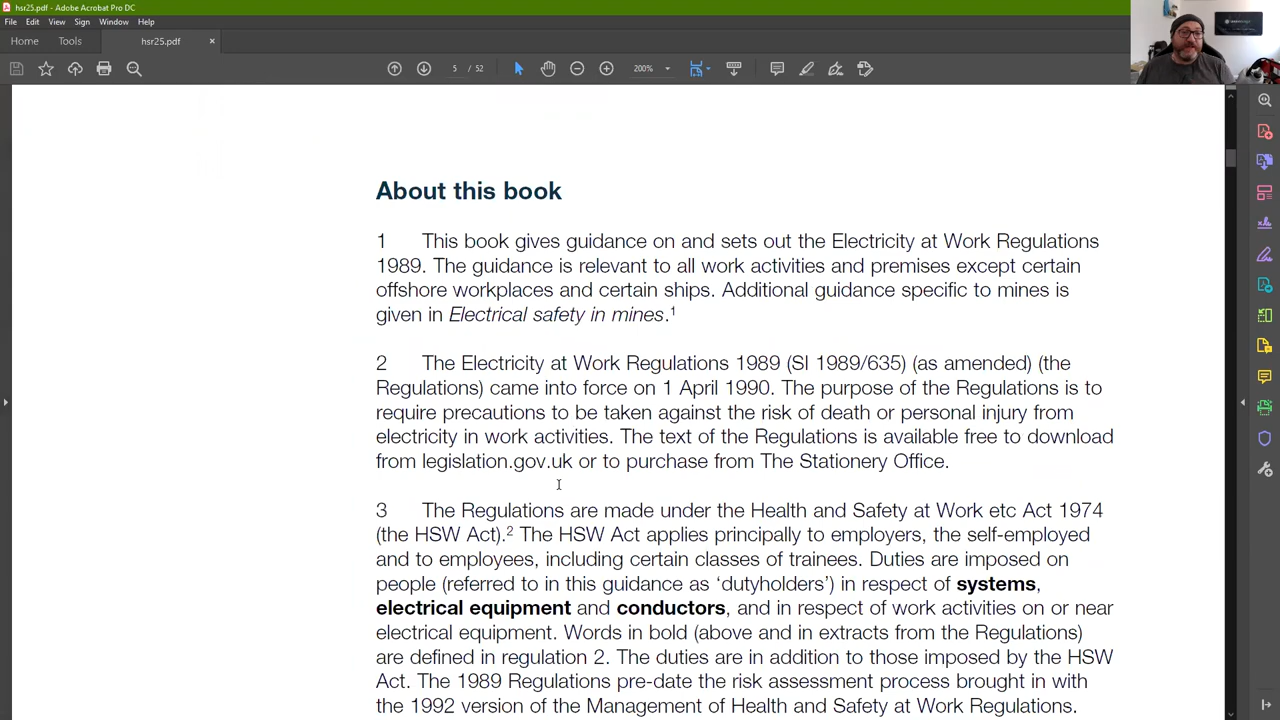 hsr25.pdf - Adobe Acrobat Pro DC
File Edit View Sign Window Help
Home Tools hsr25.pdf ×
5 / 52 200%
About this book
1 This book gives guidance on and sets out the Electricity at Work Regulations
1989. The guidance is relevant to all work activities and premises except certain
offshore workplaces and certain ships. Additional guidance specific to mines is
given in Electrical safety in mines.¹
2 The Electricity at Work Regulations 1989 (SI 1989/635) (as amended) (the
Regulations) came into force on 1 April 1990. The purpose of the Regulations is to
require precautions to be taken against the risk of death or personal injury from
electricity in work activities. The text of the Regulations is available free to download
from legislation.gov.uk or to purchase from The Stationery Office.
3 The Regulations are made under the Health and Safety at Work etc Act 1974
(the HSW Act).² The HSW Act applies principally to employers, the self-employed
and to employees, including certain classes of trainees. Duties are imposed on
people (referred to in this guidance as ‘dutyholders’) in respect of systems,
electrical equipment and conductors, and in respect of work activities on or near
electrical equipment. Words in bold (above and in extracts from the Regulations)
are defined in regulation 2. The duties are in addition to those imposed by the HSW
Act. The 1989 Regulations pre-date the risk assessment process brought in with
the 1992 version of the Management of Health and Safety at Work Regulations.